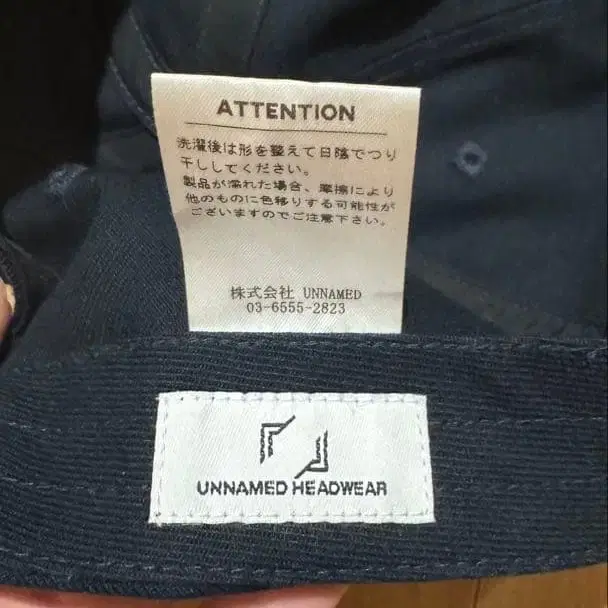 ATTENTION
洗濯後は形を整えて日陰でつり
干ししてください。
製品が濡れた場合、摩擦により
他のものに色移りする可能性が
ございますのでご注意下さい。
株式会社 UNNAMED
03-6555-2823
UNNAMED HEADWEAR